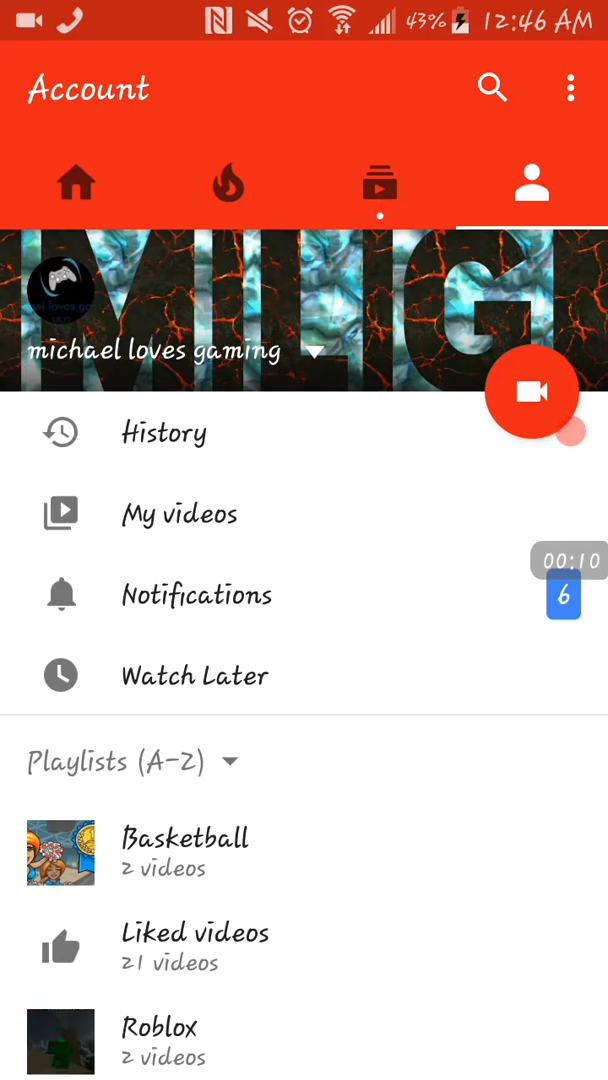 43% 12:46 AM
Account
MLG
michael loves gaming
History
My videos
00:10
Notifications
6
Watch Later
Playlists (A-Z)
Basketball
2 videos
Liked videos
21 videos
Roblox
2 videos